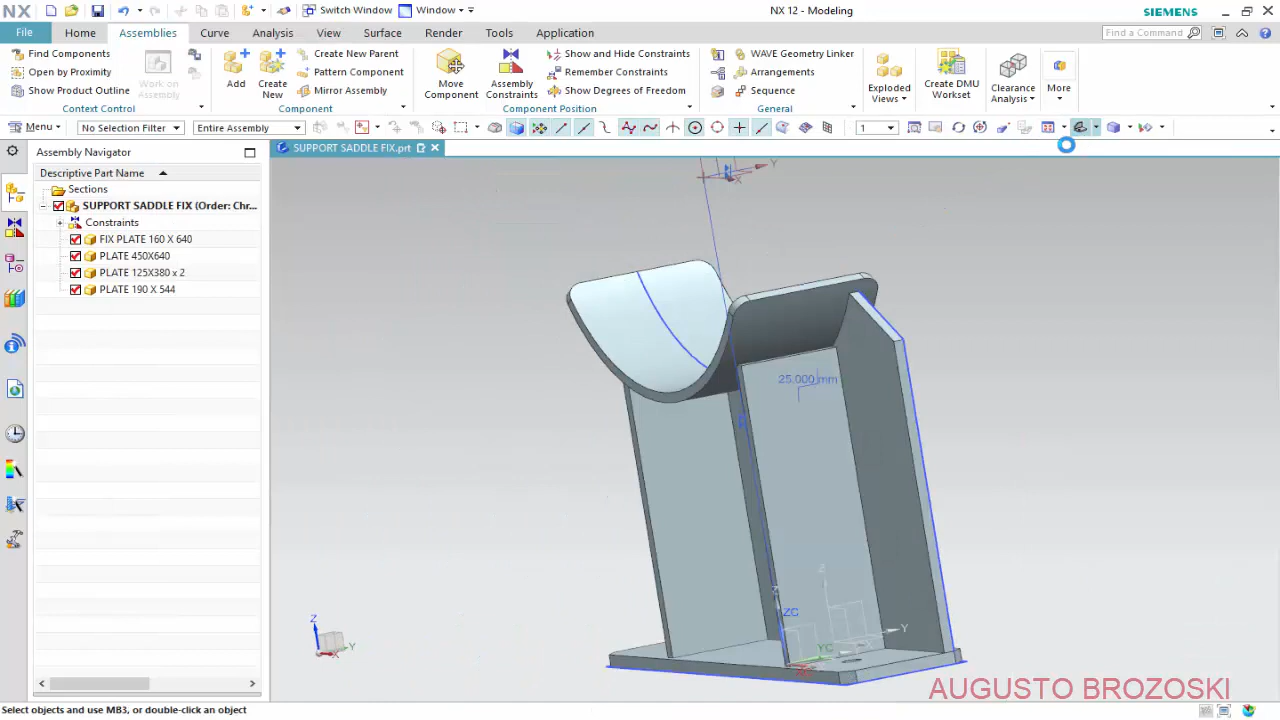 NX
Switch Window
Window
NX 12 - Modeling
SIEMENS
File
Home
Assemblies
Curve
Analysis
View
Surface
Render
Tools
Application
Find a Command
Find Components
Open by Proximity
Show Product Outline
Work on Assembly
Context Control
Add
Create New
Create New Parent
Pattern Component
Mirror Assembly
Component
Move Component
Assembly Constraints
Show and Hide Constraints
Remember Constraints
Show Degrees of Freedom
Component Position
WAVE Geometry Linker
Arrangements
Sequence
General
Exploded Views
Create DMU Workset
Clearance Analysis
More
Menu
No Selection Filter
Entire Assembly
1
Assembly Navigator
SUPPORT SADDLE FIX.prt
Descriptive Part Name
Sections
SUPPORT SADDLE FIX (Order: Chr...
Constraints
FIX PLATE 160 X 640
PLATE 450X640
PLATE 125X380 x 2
PLATE 190 X 544
Y
X
25.000 mm
Z
ZC
Y
YC
Z
Y
X
AUGUSTO BROZOSKI
Select objects and use MB3, or double-click an object